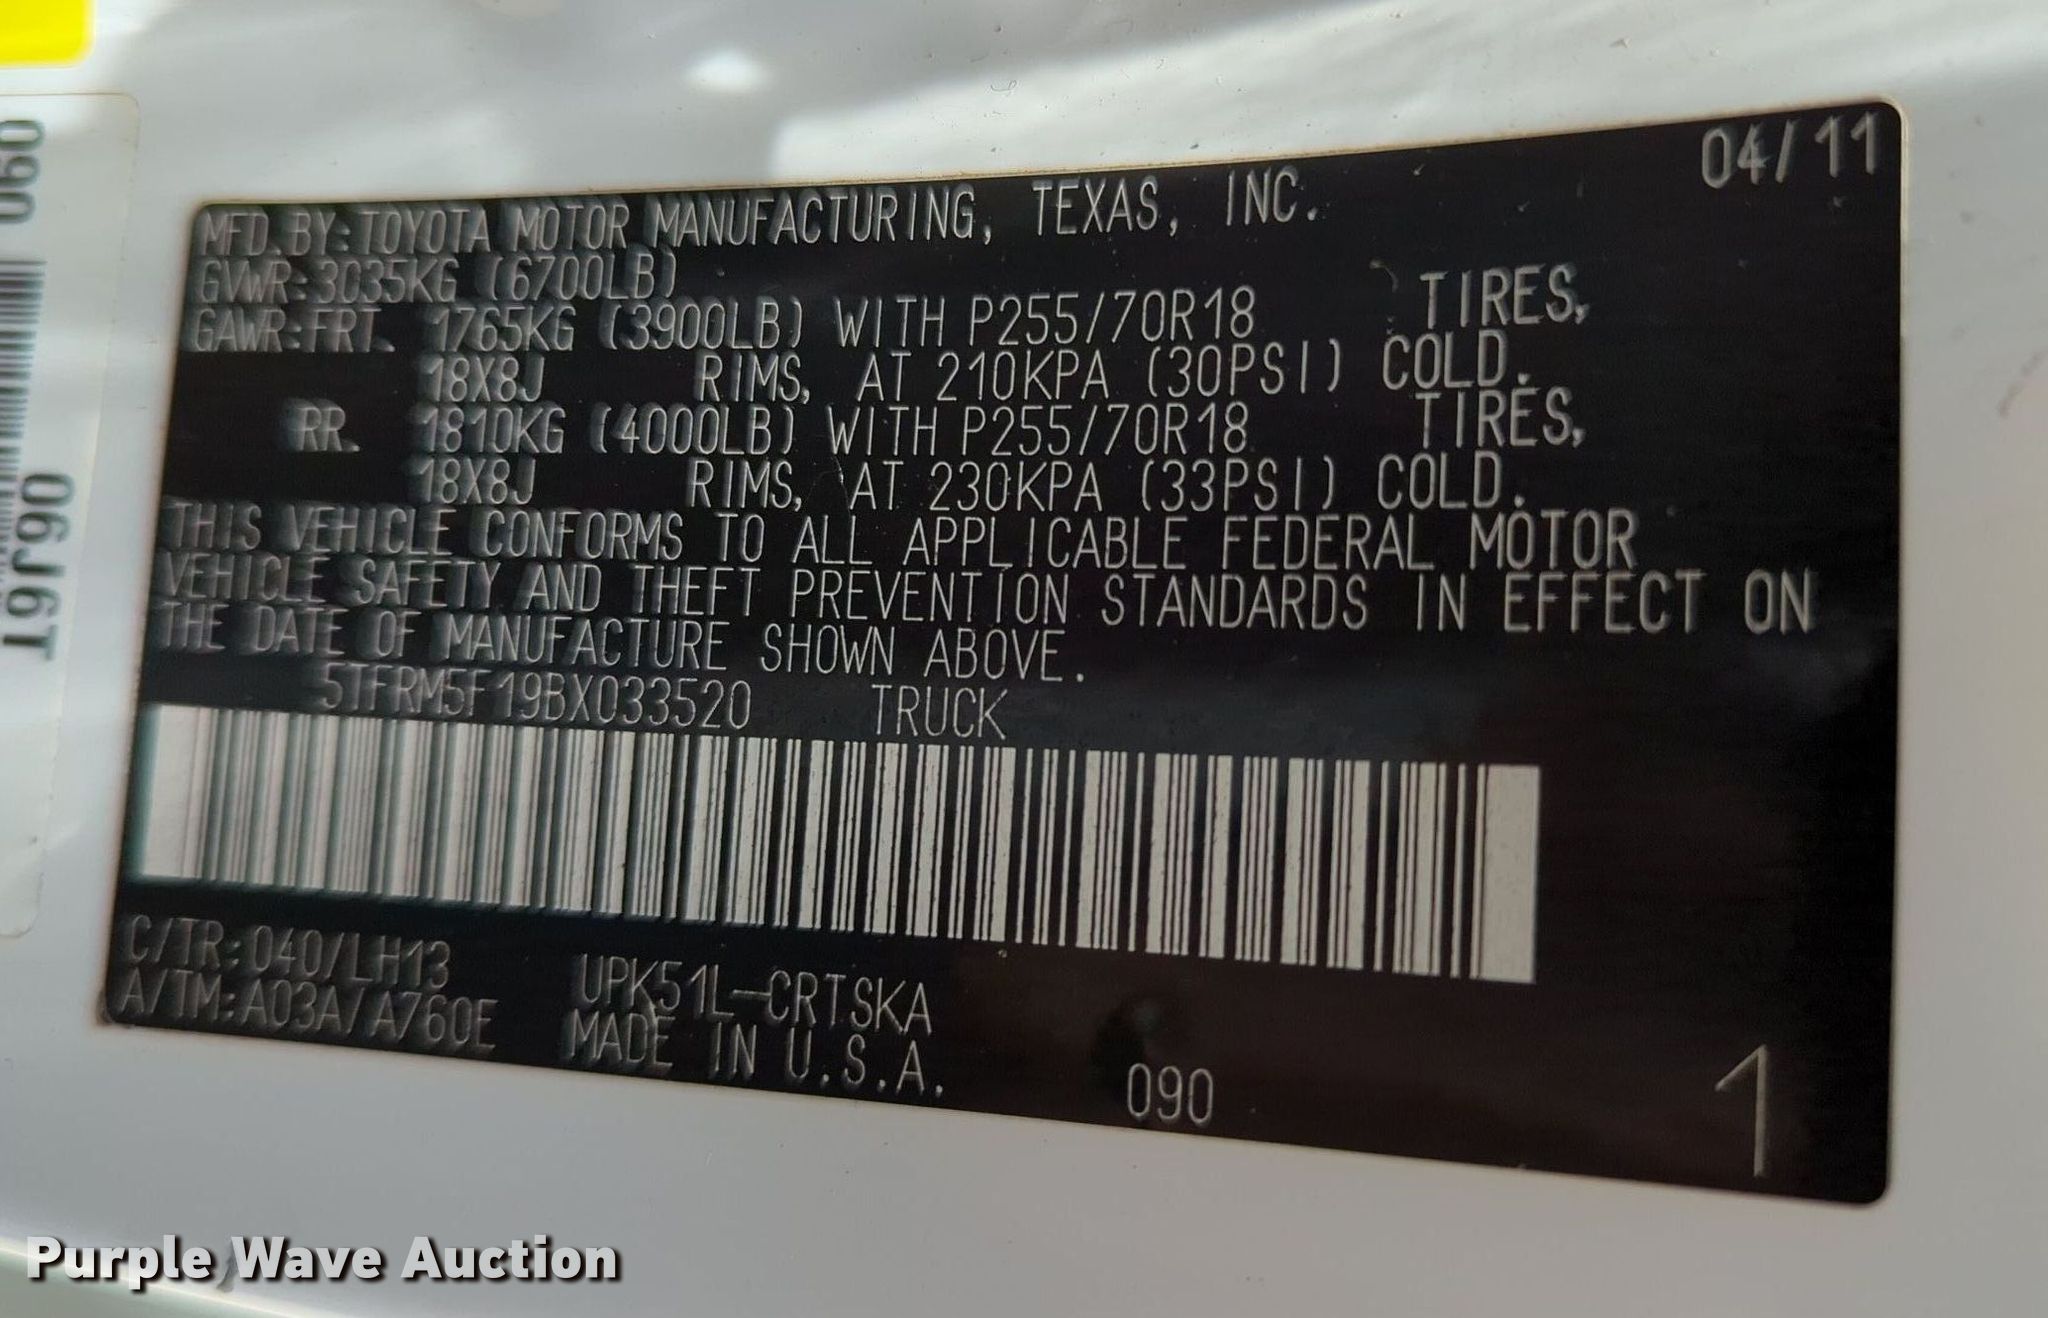 04/11
MFD.BY:TOYOTA MOTOR MANUFACTURING, TEXAS, INC.
GVWR:3035KG (6700LB)
GAWR:FRT. 1765KG (3900LB) WITH P255/70R18 TIRES,
18X8J RIMS, AT 210KPA (30PSI) COLD.
RR. 1810KG (4000LB) WITH P255/70R18 TIRES,
18X8J RIMS, AT 230KPA (33PSI) COLD.
THIS VEHICLE CONFORMS TO ALL APPLICABLE FEDERAL MOTOR
VEHICLE SAFETY AND THEFT PREVENTION STANDARDS IN EFFECT ON
THE DATE OF MANUFACTURE SHOWN ABOVE.
5TFRM5F19BX033520 TRUCK
C/TR:040/LH13 UPK51L-CRTSKA
A/TM:A03A/A760E MADE IN U.S.A.
090
1
060
06J6T
Purple Wave Auction